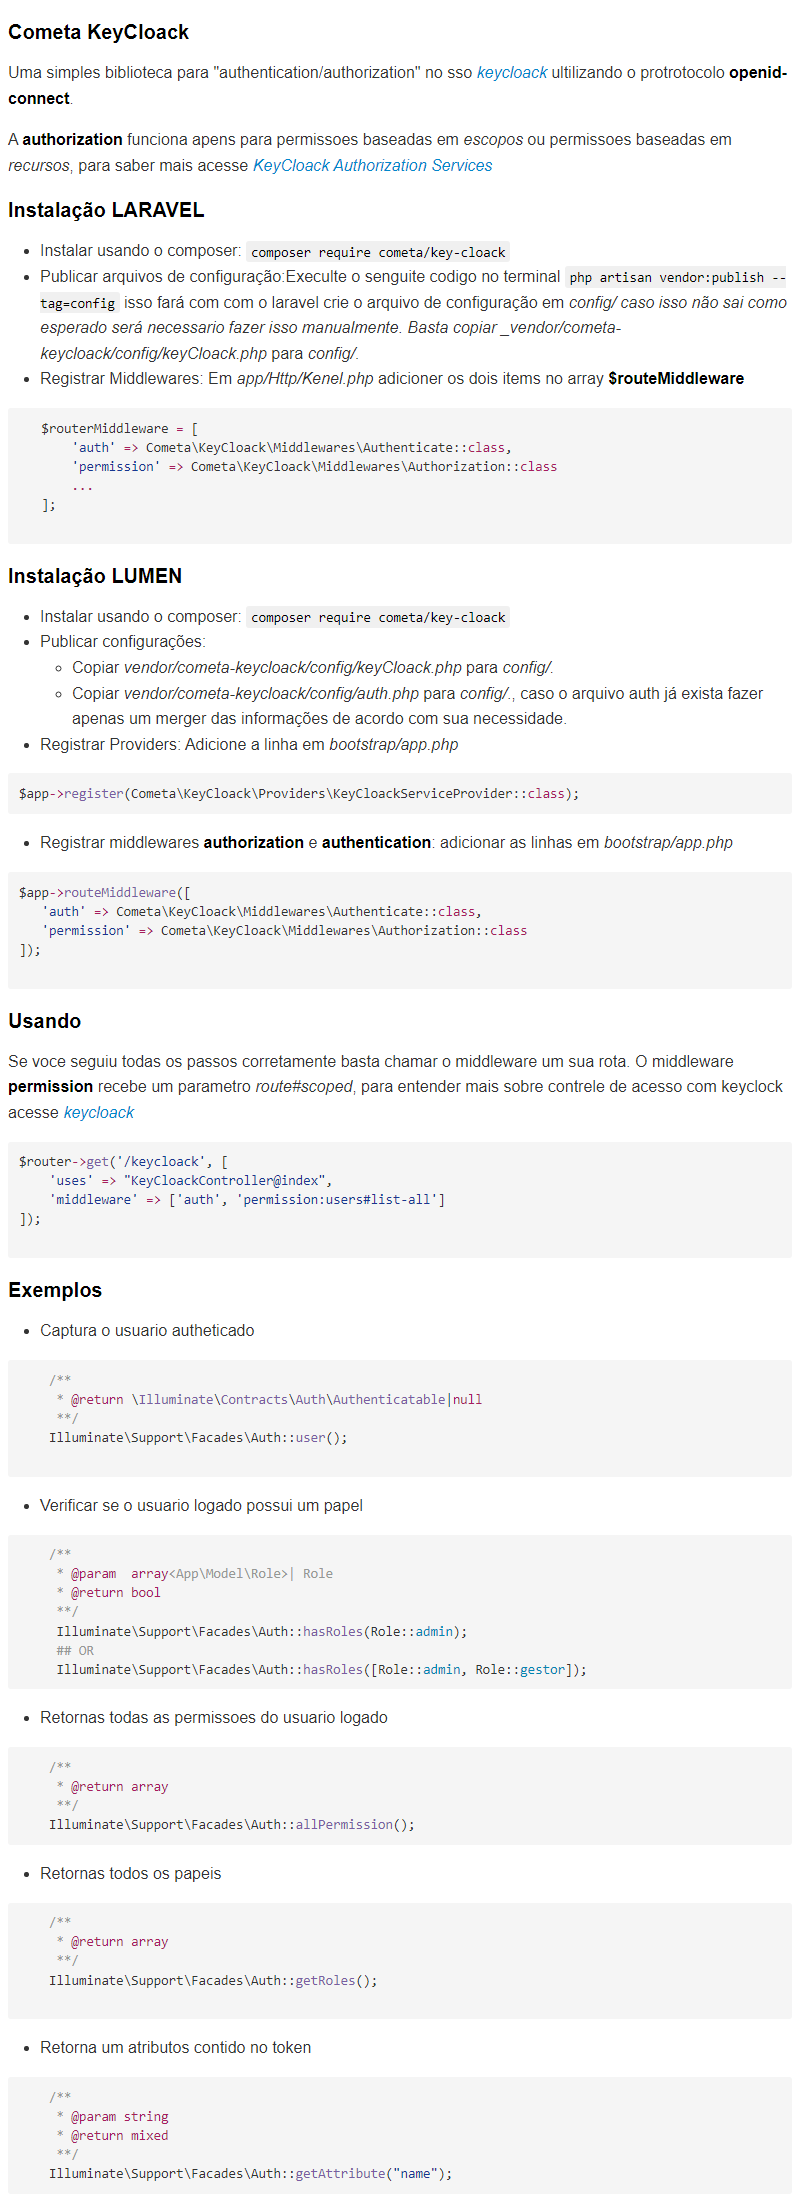 Cometa KeyCloack
Uma simples biblioteca para "authentication/authorization" no sso keycloack ultilizando o protrotocolo openid-
connect.
A authorization funciona apens para permissoes baseadas em escopos ou permissoes baseadas em
recursos, para saber mais acesse KeyCloack Authorization Services
Instalação LARAVEL
• Instalar usando o composer: composer require cometa/key-cloack
• Publicar arquivos de configuração:Execulte o senguite codigo no terminal php artisan vendor:publish --
tag=config isso fará com com o laravel crie o arquivo de configuração em config/ caso isso não sai como
esperado será necessario fazer isso manualmente. Basta copiar _vendor/cometa-
keycloack/config/keyCloack.php para config/.
• Registrar Middlewares: Em app/Http/Kenel.php adicioner os dois items no array $routeMiddleware
$routerMiddleware = [
'auth' => Cometa\KeyCloack\Middlewares\Authenticate::class,
'permission' => Cometa\KeyCloack\Middlewares\Authorization::class
...
];
Instalação LUMEN
• Instalar usando o composer: composer require cometa/key-cloack
• Publicar configurações:
◦ Copiar vendor/cometa-keycloack/config/keyCloack.php para config/.
◦ Copiar vendor/cometa-keycloack/config/auth.php para config/., caso o arquivo auth já exista fazer
apenas um merger das informações de acordo com sua necessidade.
• Registrar Providers: Adicione a linha em bootstrap/app.php
$app->register(Cometa\KeyCloack\Providers\KeyCloackServiceProvider::class);
• Registrar middlewares authorization e authentication: adicionar as linhas em bootstrap/app.php
$app->routeMiddleware([
'auth' => Cometa\KeyCloack\Middlewares\Authenticate::class,
'permission' => Cometa\KeyCloack\Middlewares\Authorization::class
]);
Usando
Se voce seguiu todas os passos corretamente basta chamar o middleware um sua rota. O middleware
permission recebe um parametro route#scoped, para entender mais sobre contrele de acesso com keyclock
acesse keycloack
$router->get('/keycloack', [
'uses' => "KeyCloackController@index",
'middleware' => ['auth', 'permission:users#list-all']
]);
Exemplos
• Captura o usuario autheticado
/**
* @return \Illuminate\Contracts\Auth\Authenticatable|null
**/
Illuminate\Support\Facades\Auth::user();
• Verificar se o usuario logado possui um papel
/**
* @param  array<App\Model\Role>| Role
* @return bool
**/
Illuminate\Support\Facades\Auth::hasRoles(Role::admin);
## OR
Illuminate\Support\Facades\Auth::hasRoles([Role::admin, Role::gestor]);
• Retornas todas as permissoes do usuario logado
/**
* @return array
**/
Illuminate\Support\Facades\Auth::allPermission();
• Retornas todos os papeis
/**
* @return array
**/
Illuminate\Support\Facades\Auth::getRoles();
• Retorna um atributos contido no token
/**
* @param string
* @return mixed
**/
Illuminate\Support\Facades\Auth::getAttribute("name");